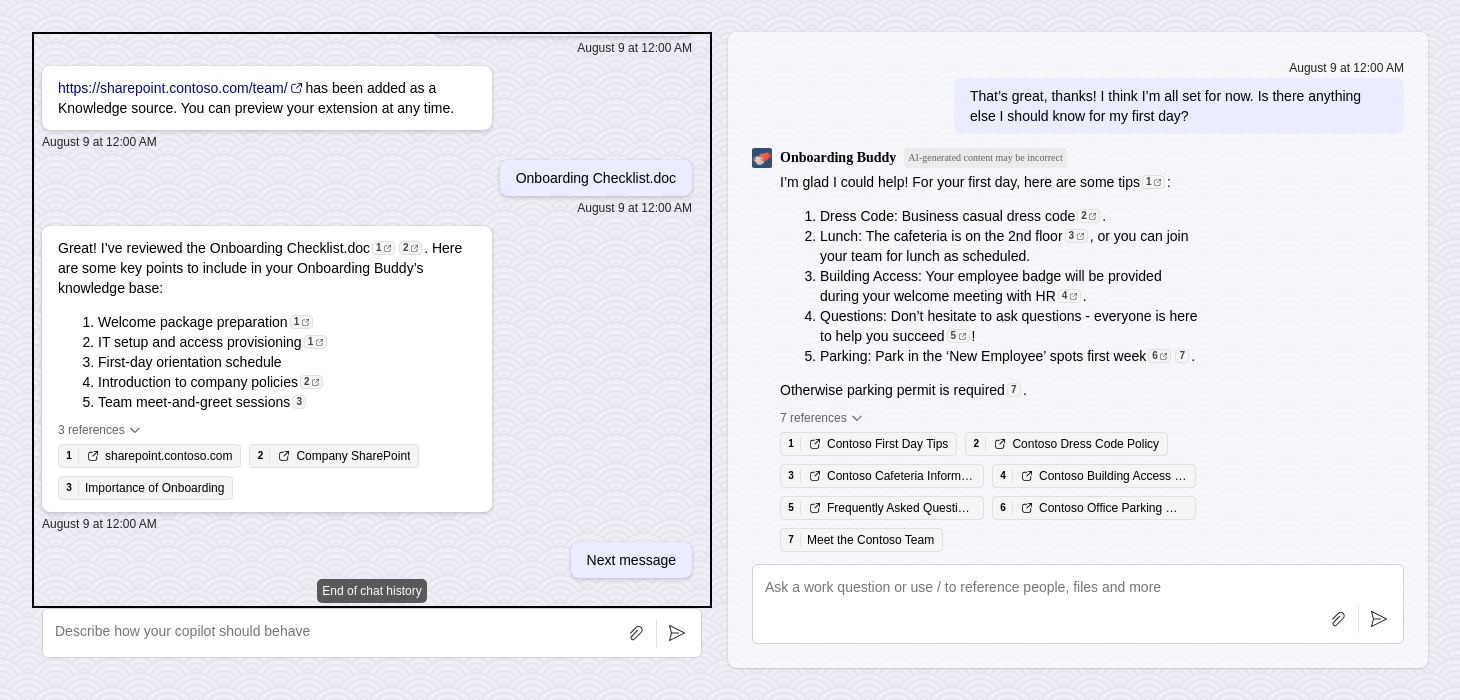 August 9 at 12:00 AM
https://sharepoint.contoso.com/team/ has been added as a
Knowledge source. You can preview your extension at any time.
August 9 at 12:00 AM
Onboarding Checklist.doc
August 9 at 12:00 AM
Great! I’ve reviewed the Onboarding Checklist.doc 1 2 . Here
are some key points to include in your Onboarding Buddy’s
knowledge base:
1. Welcome package preparation 1
2. IT setup and access provisioning 1
3. First-day orientation schedule
4. Introduction to company policies 2
5. Team meet-and-greet sessions 3
3 references
1 sharepoint.contoso.com 2 Company SharePoint
3 Importance of Onboarding
August 9 at 12:00 AM
Next message
End of chat history
Describe how your copilot should behave
August 9 at 12:00 AM
That’s great, thanks! I think I’m all set for now. Is there anything
else I should know for my first day?
Onboarding Buddy AI-generated content may be incorrect
I’m glad I could help! For your first day, here are some tips 1 :
1. Dress Code: Business casual dress code 2 .
2. Lunch: The cafeteria is on the 2nd floor 3 , or you can join
your team for lunch as scheduled.
3. Building Access: Your employee badge will be provided
during your welcome meeting with HR 4 .
4. Questions: Don’t hesitate to ask questions - everyone is here
to help you succeed 5 !
5. Parking: Park in the ‘New Employee’ spots first week 6 7 .
Otherwise parking permit is required 7 .
7 references
1 Contoso First Day Tips 2 Contoso Dress Code Policy
3 Contoso Cafeteria Inform… 4 Contoso Building Access …
5 Frequently Asked Questi… 6 Contoso Office Parking …
7 Meet the Contoso Team
Ask a work question or use / to reference people, files and more